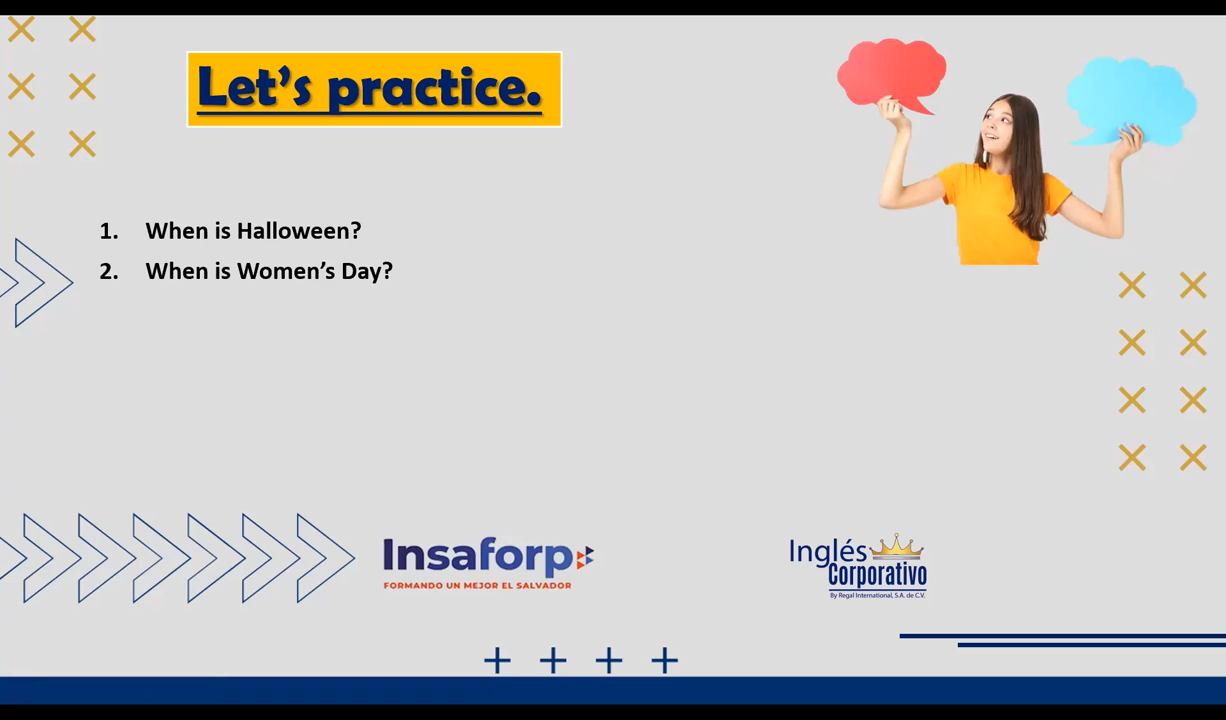 Let's practice.
1. When is Halloween?
2. When is Women's Day?
Insaforp
FORMANDO UN MEJOR EL SALVADOR
Inglés
Corporativo
By Regal International, S.A. de C.V.